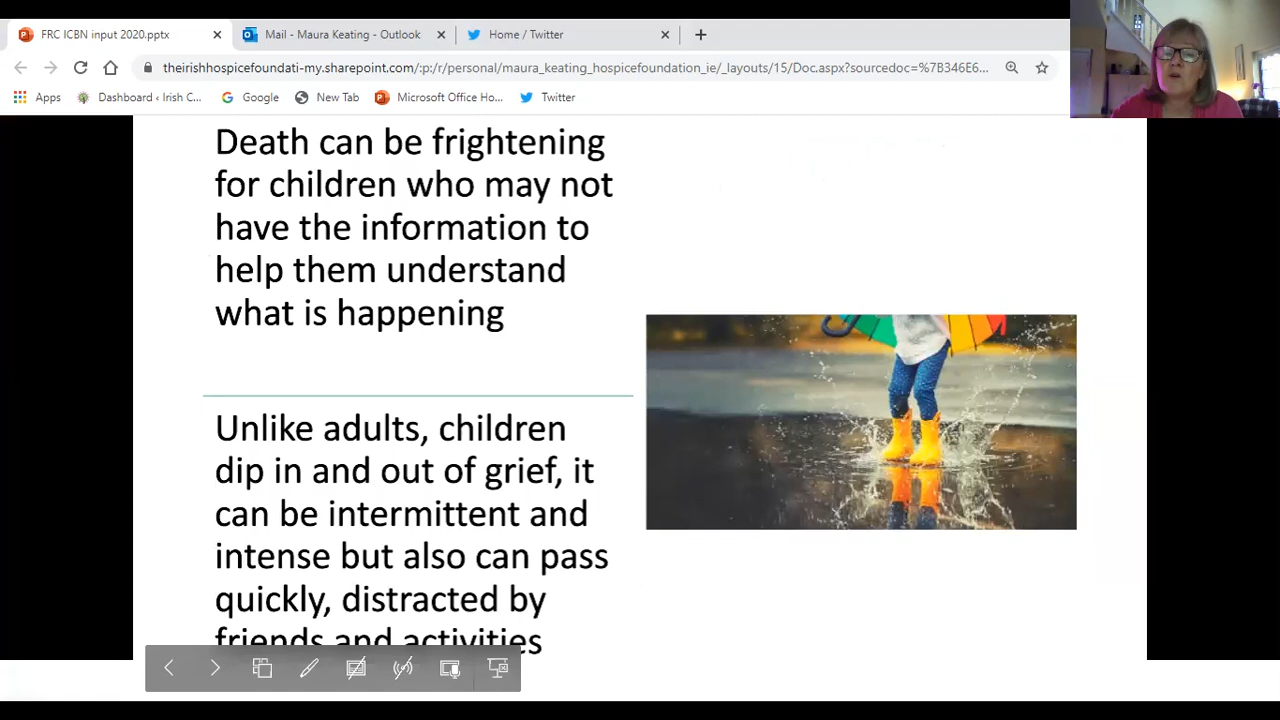 FRC ICBN input 2020.pptx
Mail - Maura Keating - Outlook
Home / Twitter
theirishhospicefoundati-my.sharepoint.com/:p:/r/personal/maura_keating_hospicefoundation_ie/_layouts/15/Doc.aspx?sourcedoc=%7B346E6...
Apps
Dashboard ‹ Irish C...
Google
New Tab
Microsoft Office Ho...
Twitter
Death can be frightening
for children who may not
have the information to
help them understand
what is happening
Unlike adults, children
dip in and out of grief, it
can be intermittent and
intense but also can pass
quickly, distracted by
friends and activities